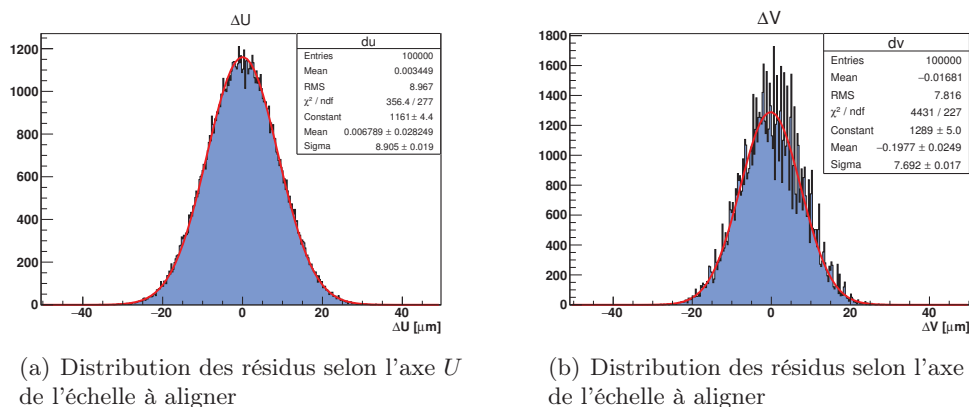 ΔU
du
Entries 100000
Mean 0.003449
RMS 8.967
χ² / ndf 356.4 / 277
Constant 1161 ± 4.4
Mean 0.006789 ± 0.028249
Sigma 8.905 ± 0.019
1200
1000
800
600
400
200
0
−40 −20 0 20 40
ΔU [μm]
(a) Distribution des résidus selon l'axe U
de l'échelle à aligner
ΔV
dv
Entries 100000
Mean −0.01681
RMS 7.816
χ² / ndf 4431 / 227
Constant 1289 ± 5.0
Mean −0.1977 ± 0.0249
Sigma 7.692 ± 0.017
1800
1600
1400
1200
1000
800
600
400
200
0
−40 −20 0 20 40
ΔV [μm]
(b) Distribution des résidus selon l'axe
de l'échelle à aligner